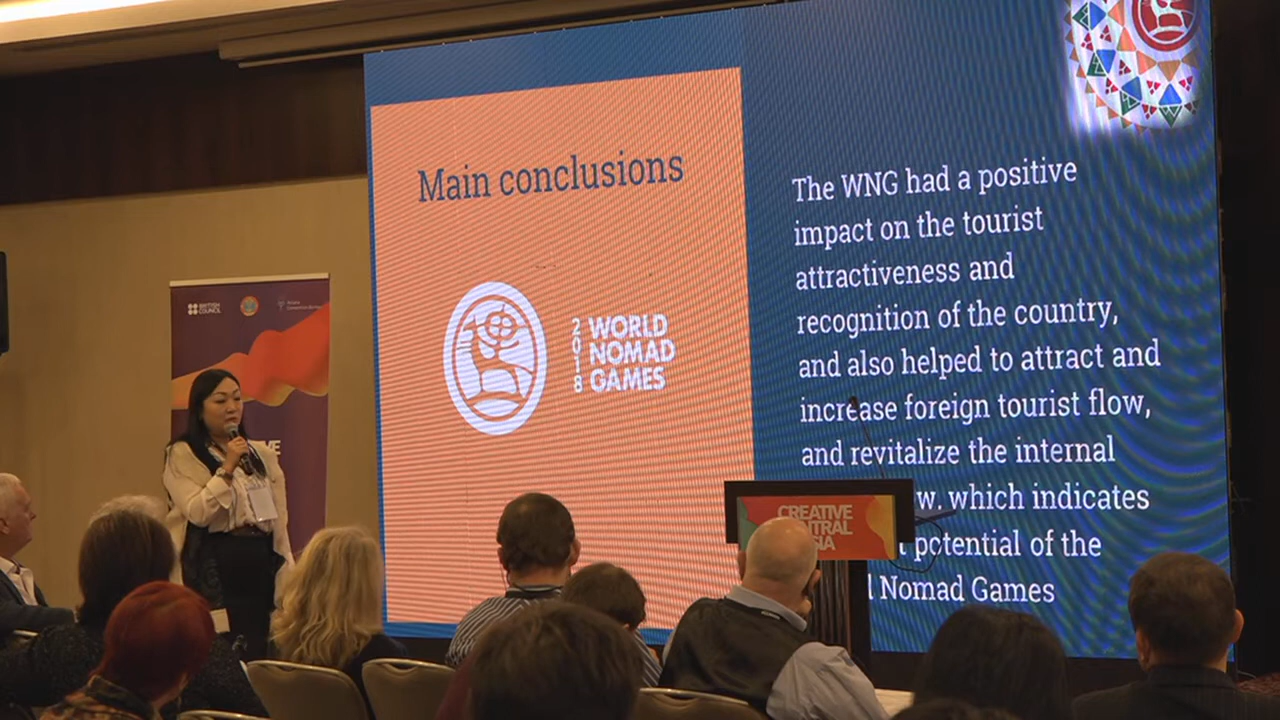 Main conclusions
2018
WORLD
NOMAD
GAMES
The WNG had a positive
impact on the tourist
attractiveness and
recognition of the country,
and also helped to attract and
increase foreign tourist flow,
and revitalize the internal
which indicates
potential of the
Nomad Games
BRITISH
COUNCIL
CREATIVE